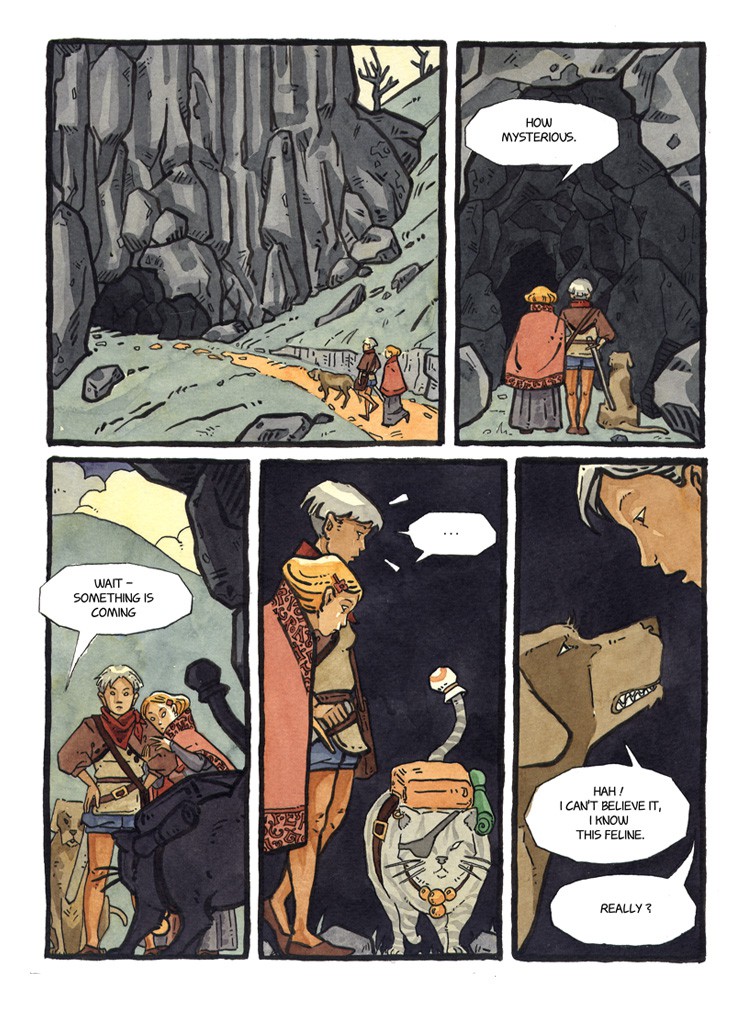 HOW
MYSTERIOUS.
WAIT –
SOMETHING IS
COMING
...
HAH !
I CAN'T BELIEVE IT,
I KNOW
THIS FELINE.
REALLY ?